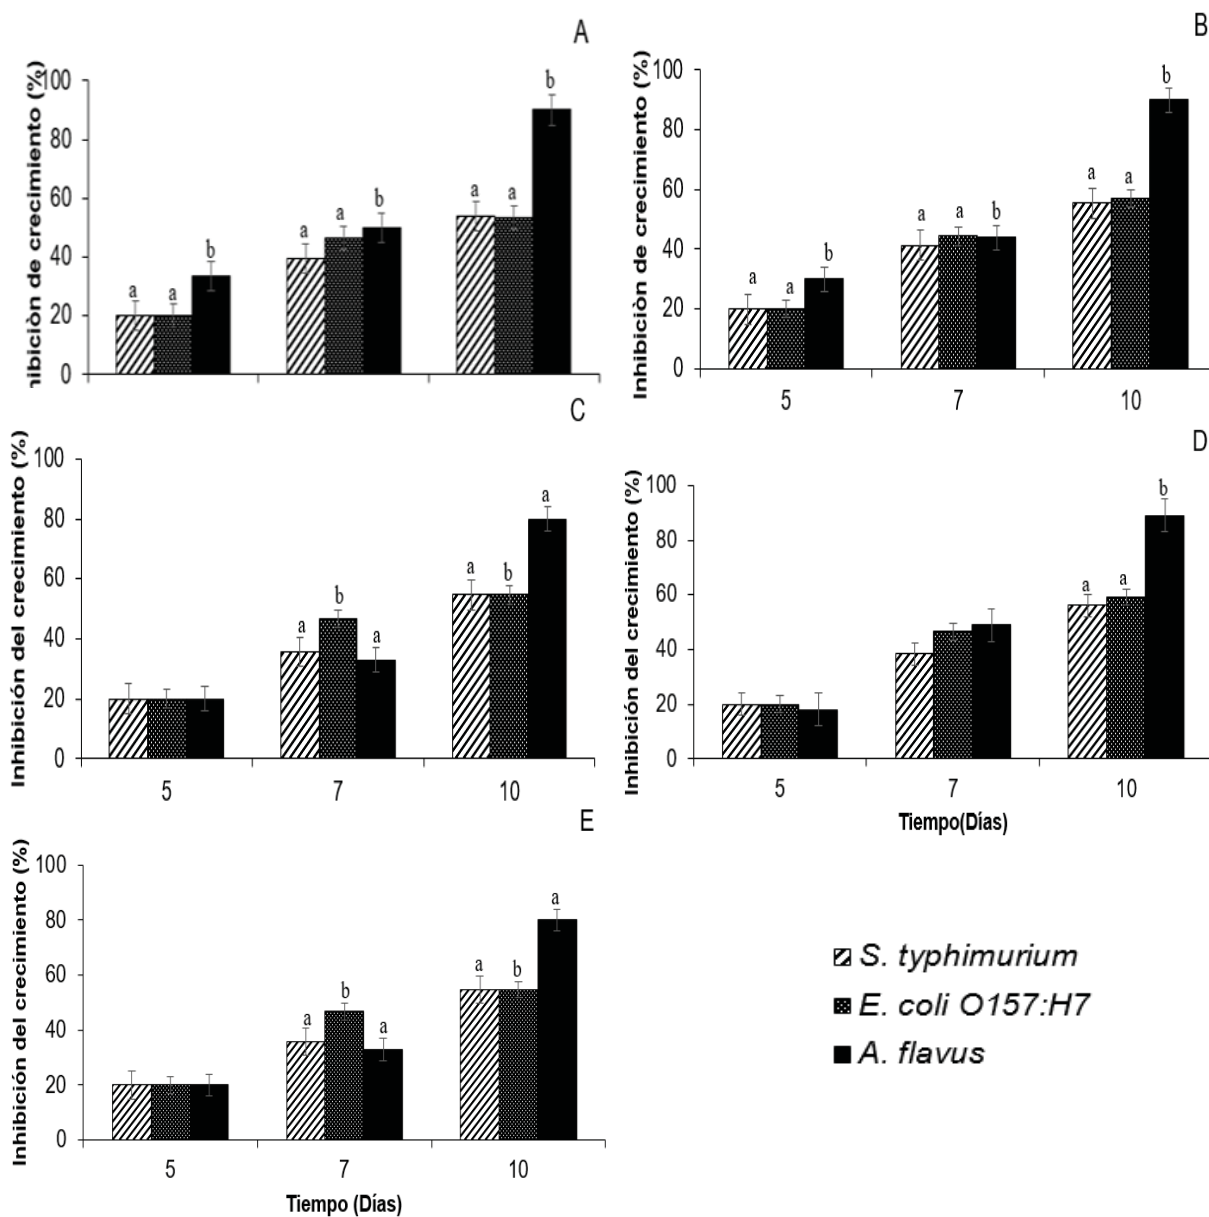 A
nhibiciòn de crecimiento (%)
100
80
60
40
20
0
a
a
b
a
a
b
a
a
b
B
Inhibiciòn de crecimiento (%)
100
80
60
40
20
0
a
a
b
a
a
b
a
a
b
5
7
10
C
Inhibición del crecimiento (%)
100
80
60
40
20
0
a
b
a
a
b
a
5
7
10
D
Inhibición del crecimiento (%)
100
80
60
40
20
0
a
a
b
5
7
10
Tiempo(Días)
E
Inhibición del crecimiento (%)
100
80
60
40
20
0
a
b
a
a
b
a
5
7
10
Tiempo (Días)
S. typhimurium
E. coli O157:H7
A. flavus